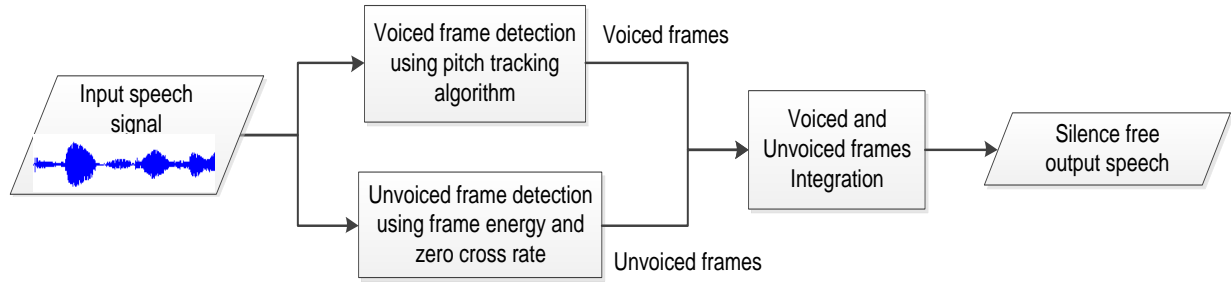 Input speech
signal
Voiced frame detection
using pitch tracking
algorithm
Voiced frames
Unvoiced frame detection
using frame energy and
zero cross rate
Unvoiced frames
Voiced and
Unvoiced frames
Integration
Silence free
output speech